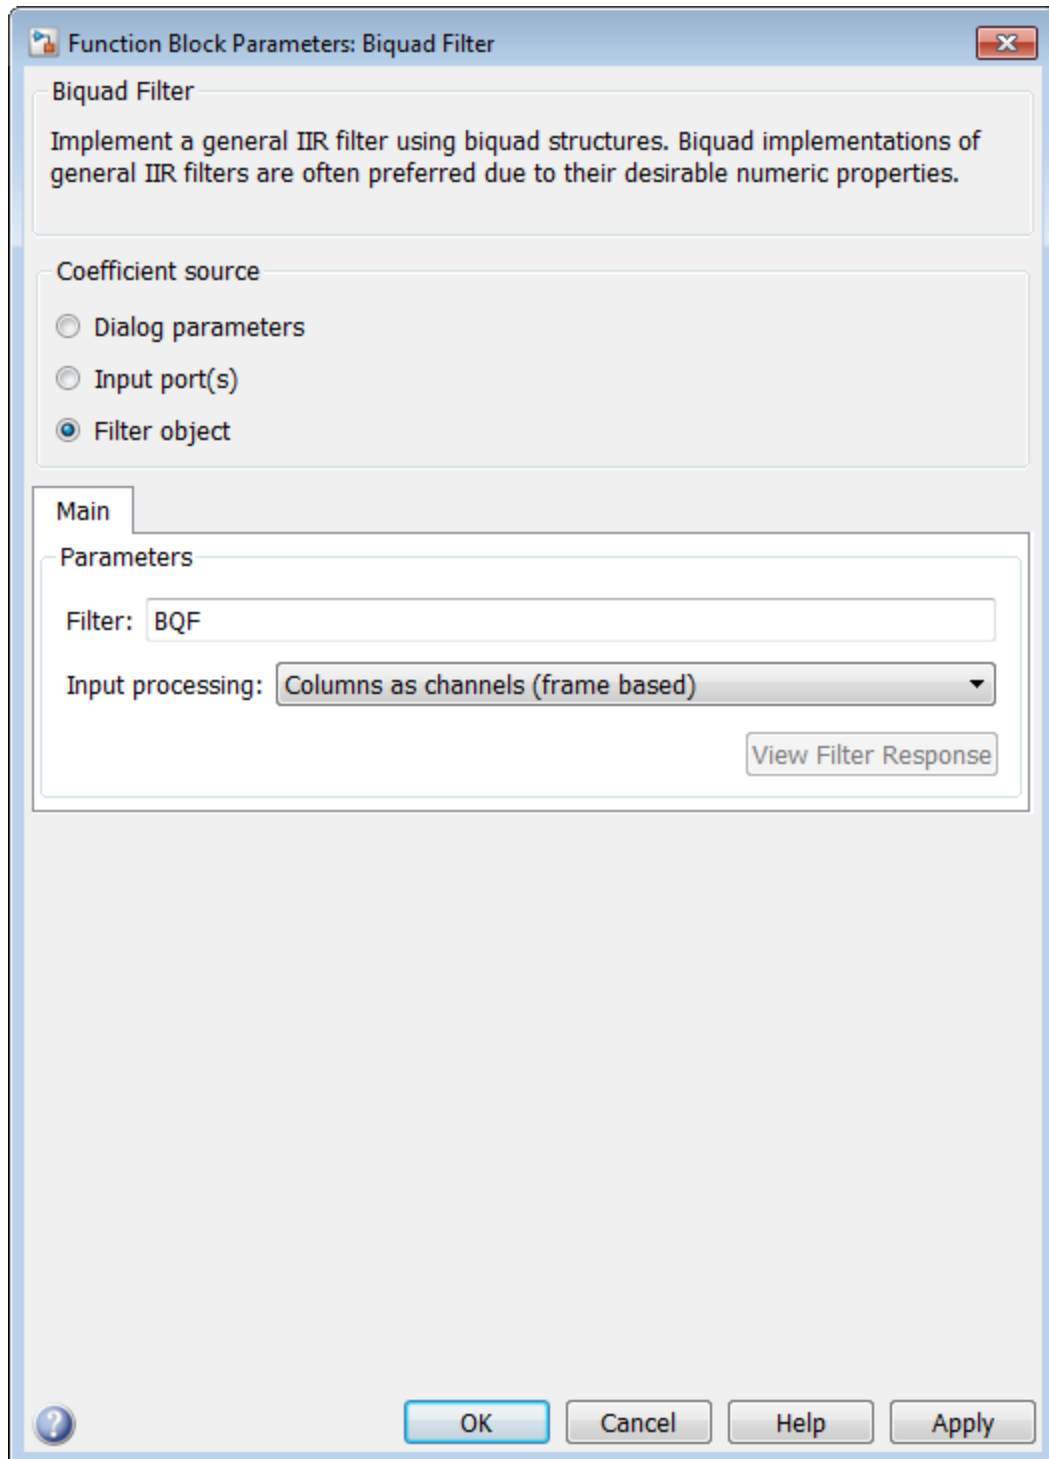 Function Block Parameters: Biquad Filter
Biquad Filter
Implement a general IIR filter using biquad structures. Biquad implementations of
general IIR filters are often preferred due to their desirable numeric properties.
Coefficient source
Dialog parameters
Input port(s)
Filter object
Main
Parameters
Filter: BQF
Input processing: Columns as channels (frame based)
View Filter Response
? OK Cancel Help Apply